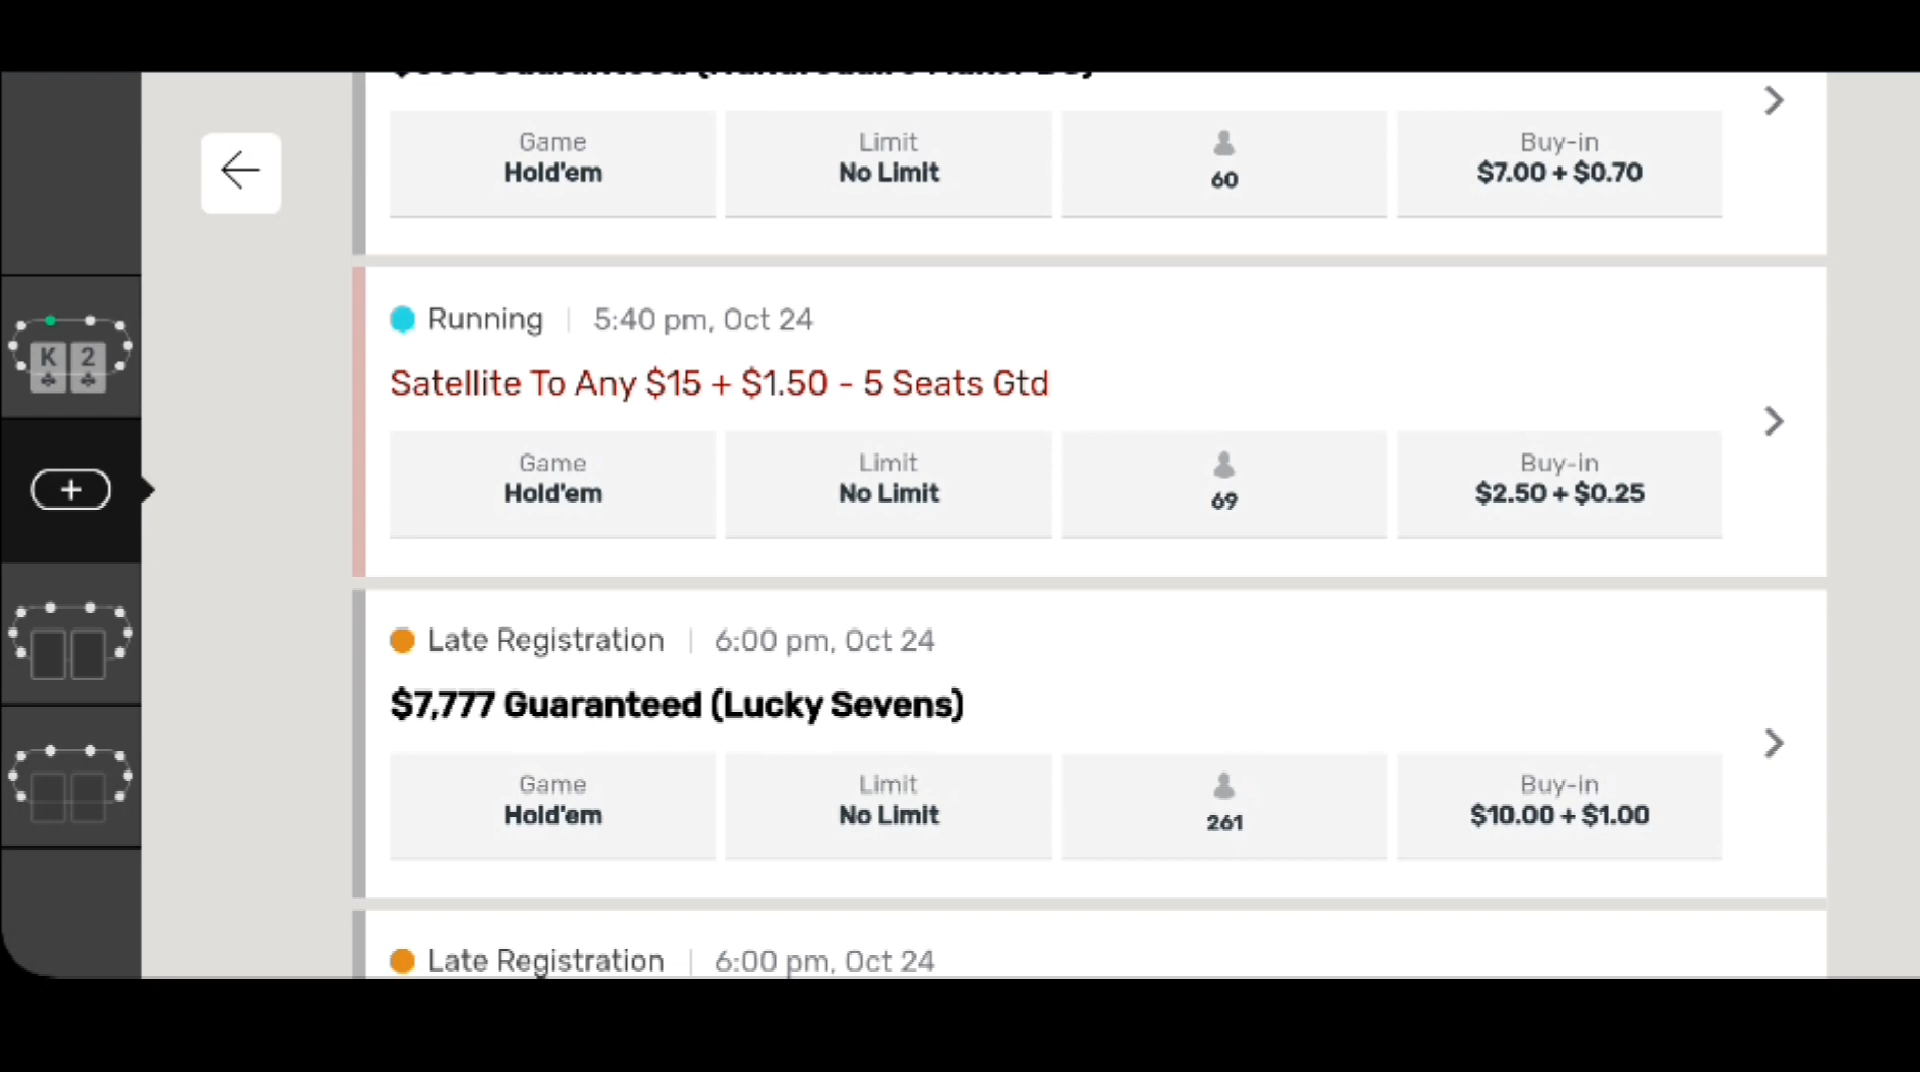 Game
Hold'em
Limit
No Limit
60
Buy-in
$7.00 + $0.70
K
2
Running
5:40 pm, Oct 24
Satellite To Any $15 + $1.50 - 5 Seats Gtd
Game
Hold'em
Limit
No Limit
69
Buy-in
$2.50 + $0.25
+
Late Registration
6:00 pm, Oct 24
$7,777 Guaranteed (Lucky Sevens)
Game
Hold'em
Limit
No Limit
261
Buy-in
$10.00 + $1.00
Late Registration
6:00 pm, Oct 24